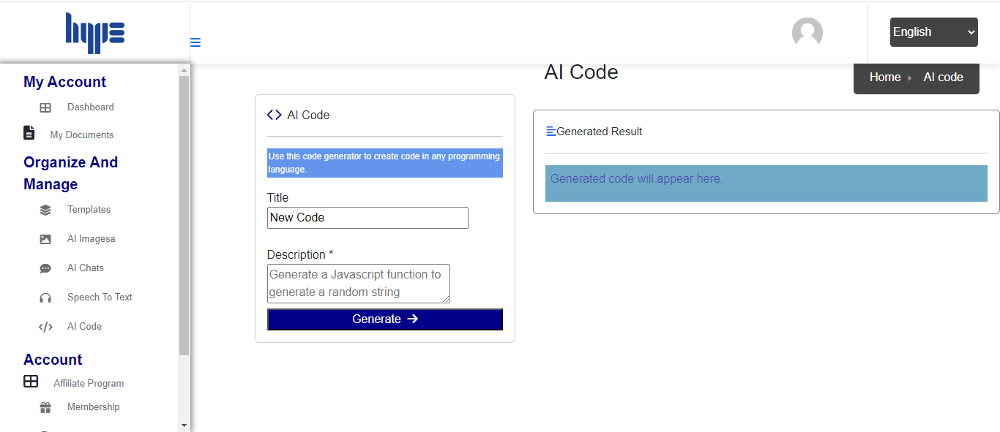 hype
English
My Account
Dashboard
My Documents
Organize And
Manage
Templates
AI Imagesa
AI Chats
Speech To Text
AI Code
Account
Affiliate Program
Membership
AI Code
Home
AI code
AI Code
Use this code generator to create code in any programming
language.
Title
New Code
Description *
Generate a Javascript function to
generate a random string
Generate
Generated Result
Generated code will appear here.